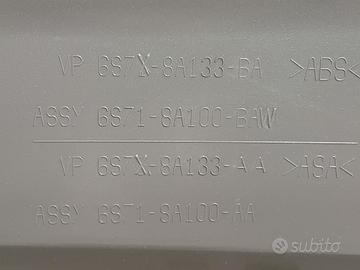 VP 6S7X-8A133-BA >ABS<
ASSY 6S71-8A100-BAW
VP 6S7X-8A133-AA >ASA<
ASSY 6S71-8A100-AA
subito